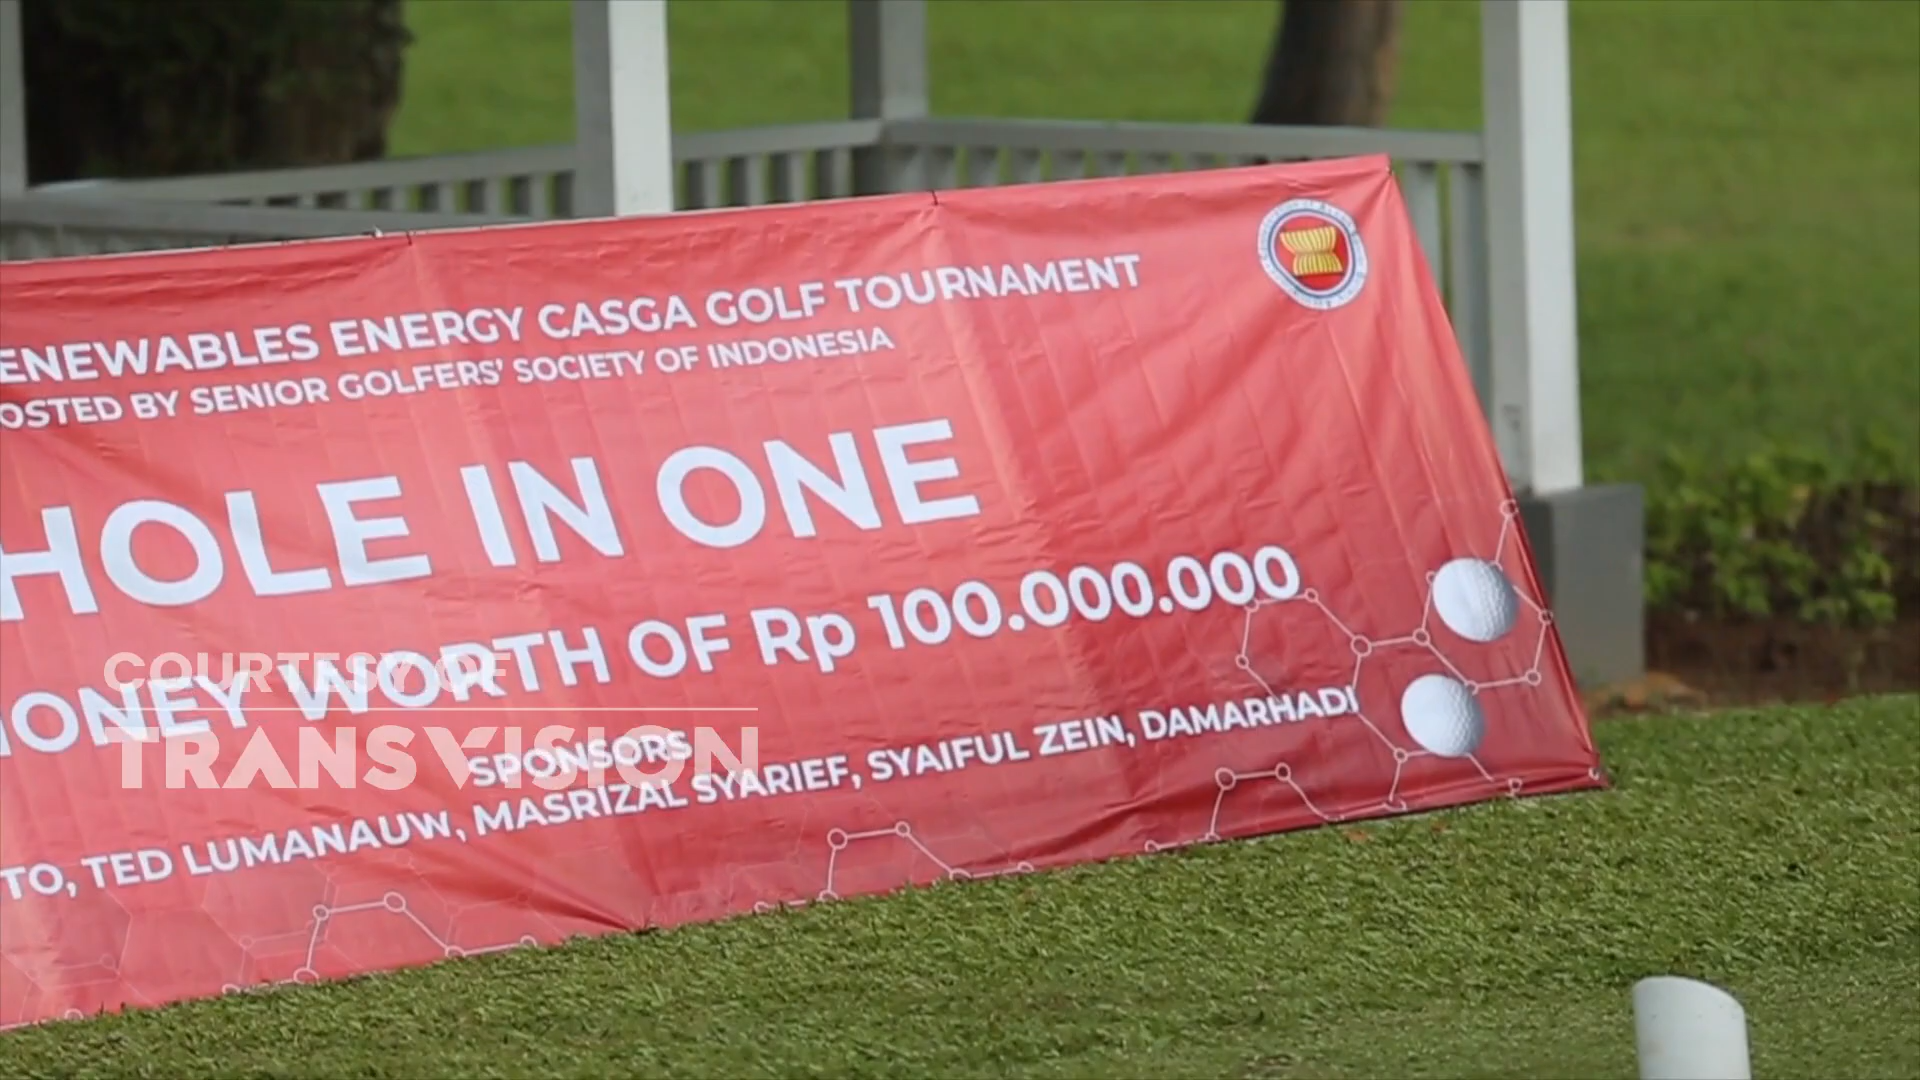 ENEWABLES ENERGY CASGA GOLF TOURNAMENT
OSTED BY SENIOR GOLFERS' SOCIETY OF INDONESIA
HOLE IN ONE
ONEY WORTH OF Rp 100.000.000
COURTESY OF
TRANSVISION
SPONSORS
TO, TED LUMANAUW, MASRIZAL SYARIEF, SYAIFUL ZEIN, DAMARHADI